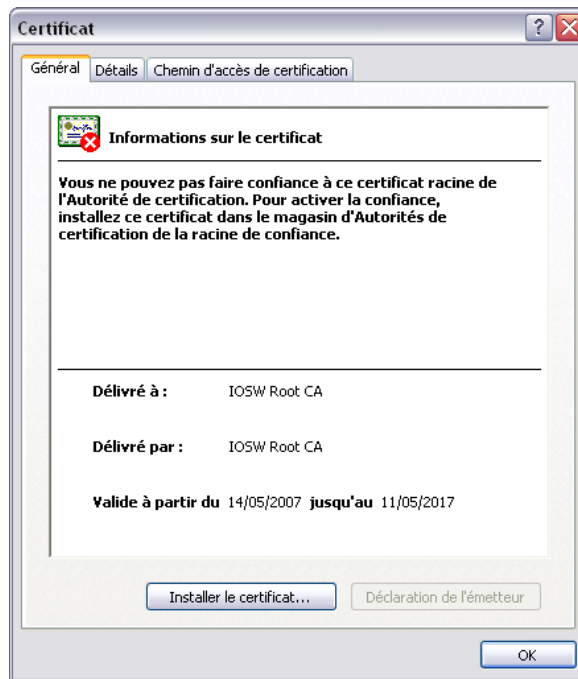 Certificat
Général Détails Chemin d'accès de certification
Informations sur le certificat
Vous ne pouvez pas faire confiance à ce certificat racine de
l'Autorité de certification. Pour activer la confiance,
installez ce certificat dans le magasin d'Autorités de
certification de la racine de confiance.
Délivré à : IOSW Root CA
Délivré par : IOSW Root CA
Valide à partir du 14/05/2007 jusqu'au 11/05/2017
Installer le certificat... Déclaration de l'émetteur
OK